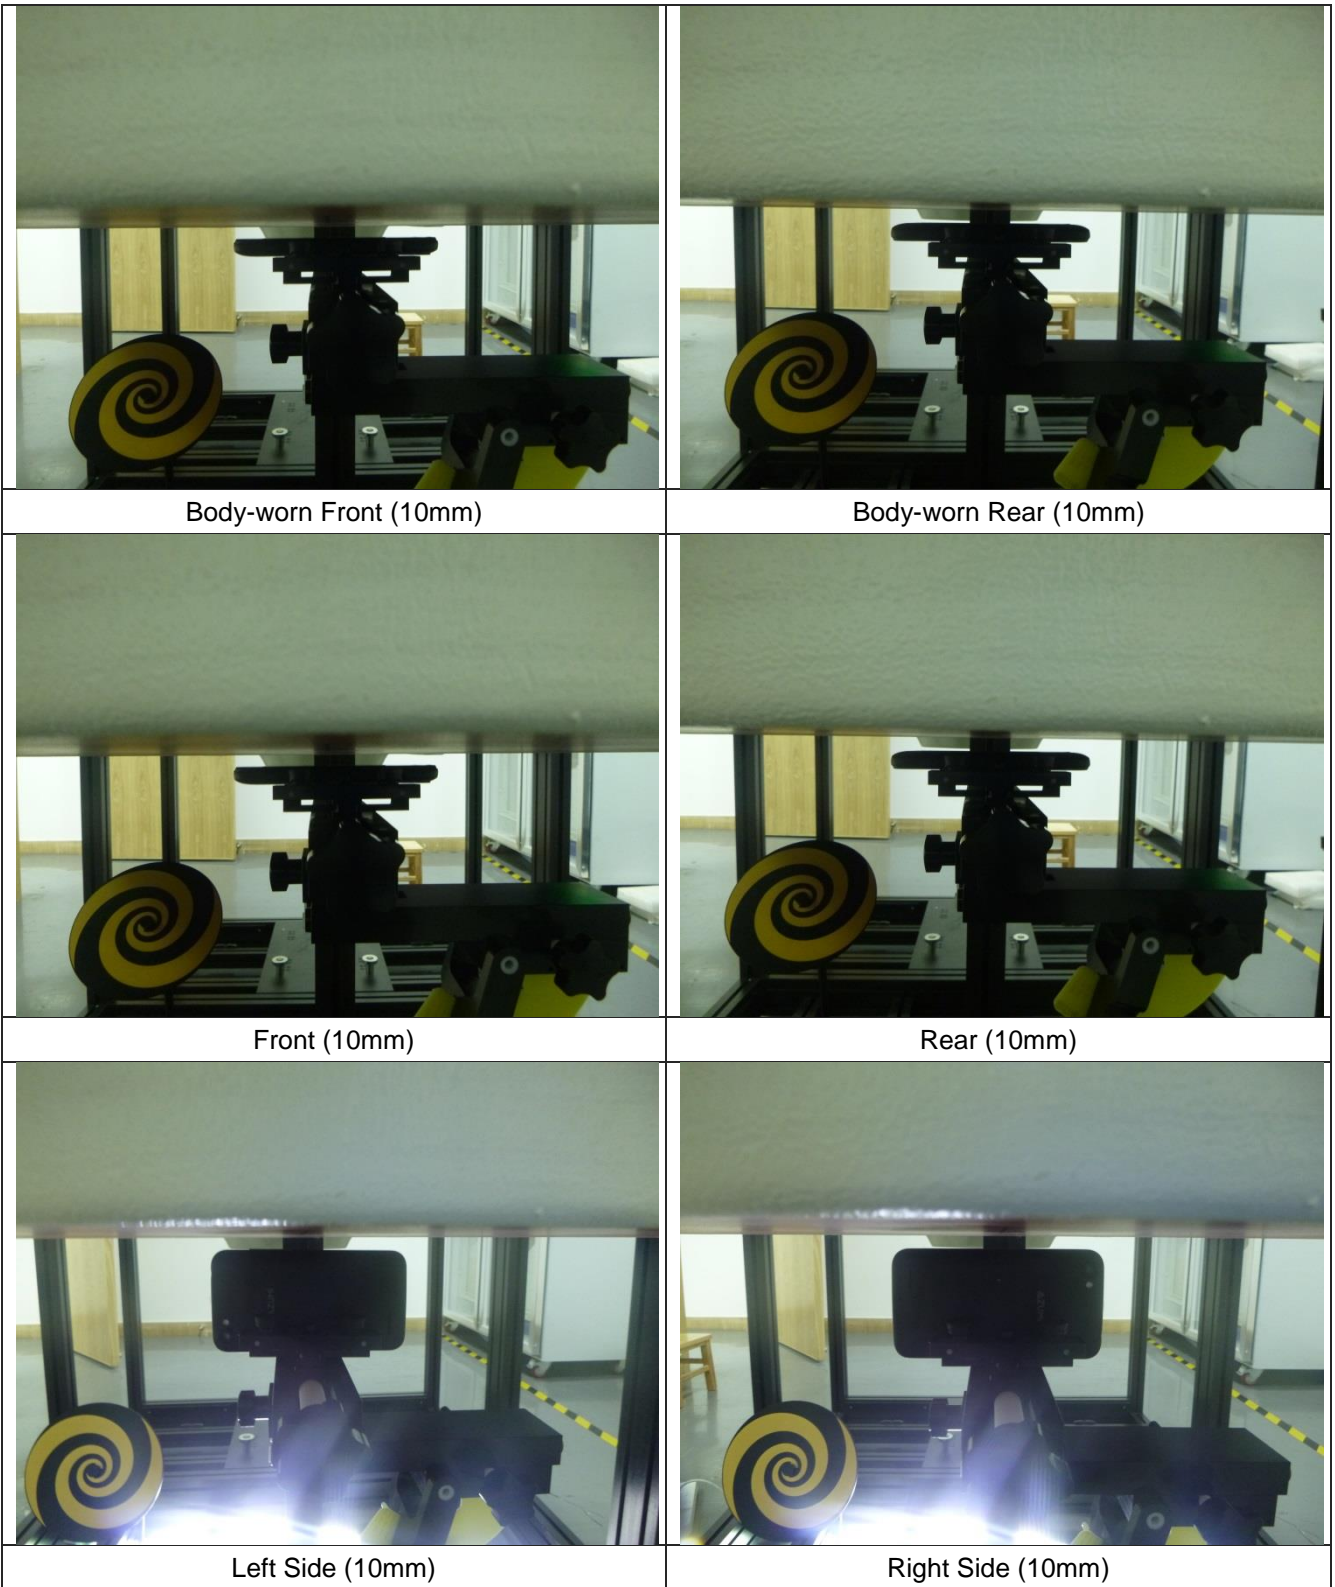 Body-worn Front (10mm)
Body-worn Rear (10mm)
Front (10mm)
Rear (10mm)
Left Side (10mm)
Right Side (10mm)